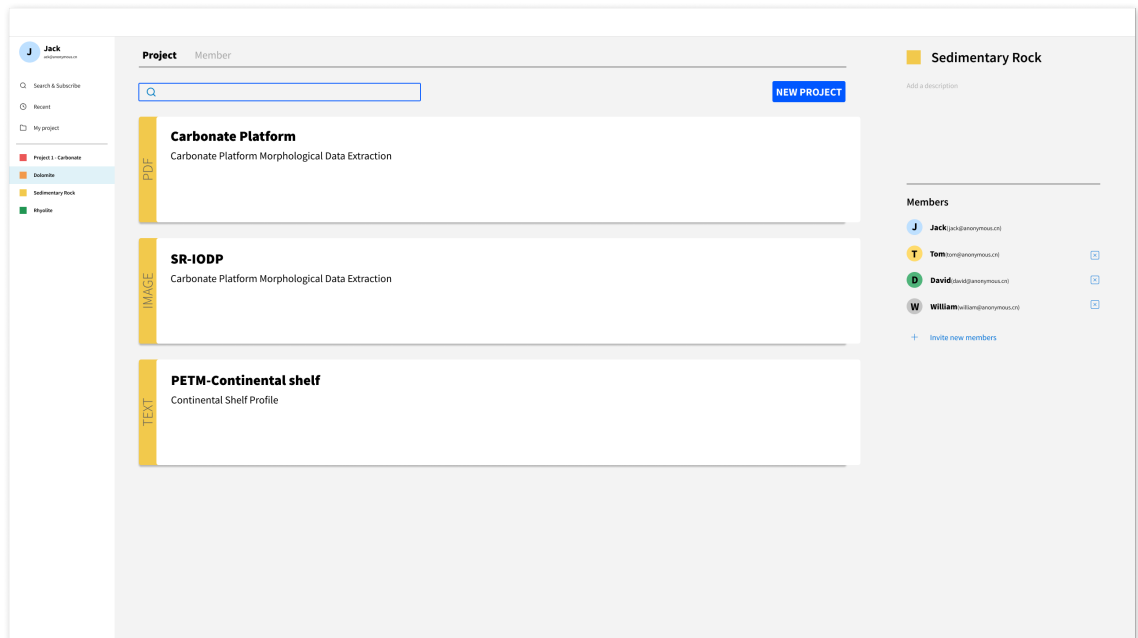 J
Jack
Search & Subscribe
Recent
My project
Project 1 - Carbonate
Dolomite
Sedimentary Rock
Rhyolite
Project Member
NEW PROJECT
PDF
Carbonate Platform
Carbonate Platform Morphological Data Extraction
IMAGE
SR-IODP
Carbonate Platform Morphological Data Extraction
TEXT
PETM-Continental shelf
Continental Shelf Profile
Sedimentary Rock
Add a description
Members
J Jack(jack@anonymous.cn)
T Tom(tom@anonymous.cn)
D David(david@anonymous.cn)
W William(william@anonymous.cn)
+ Invite new members